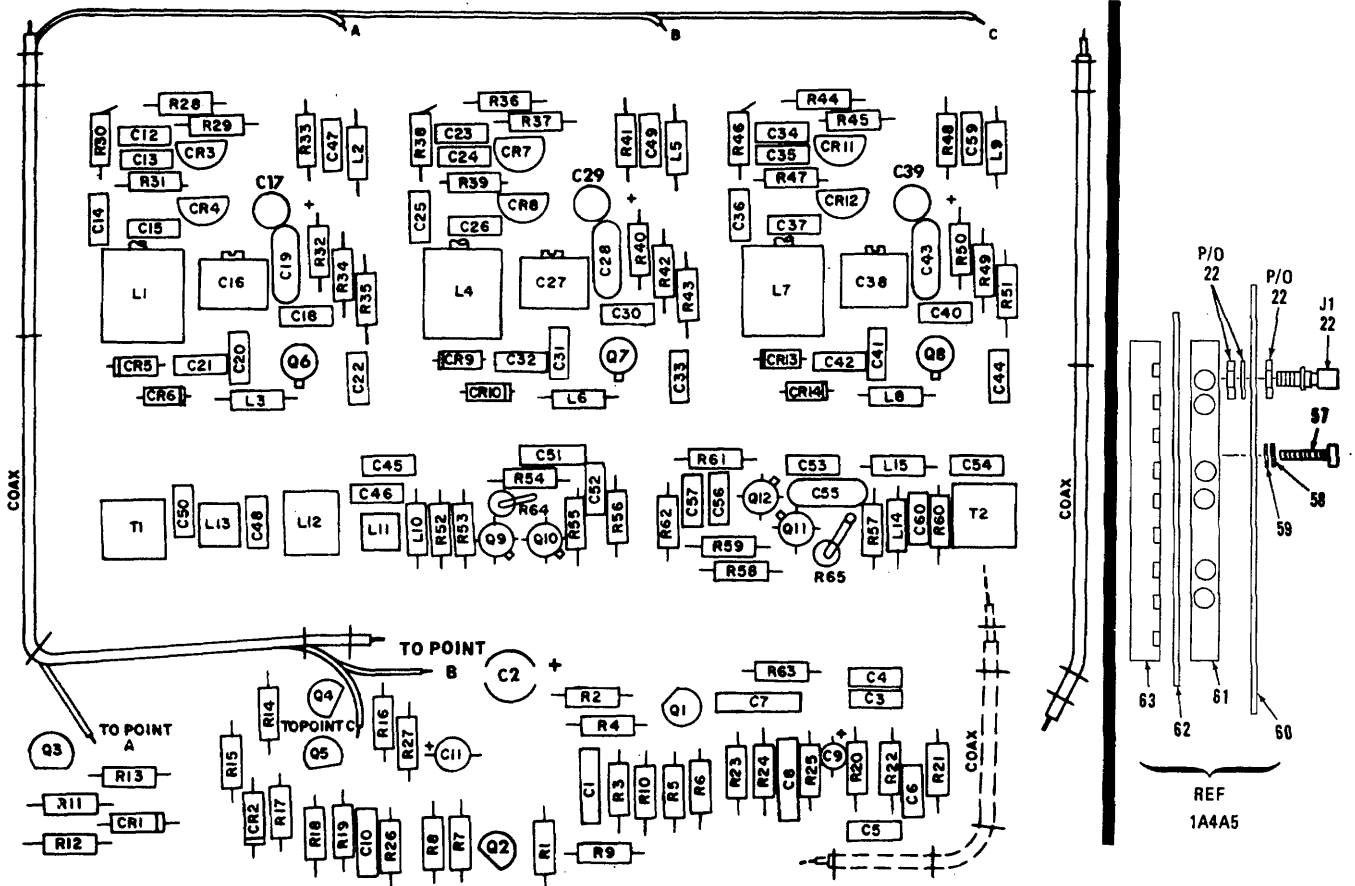 A B C
R28 R36 R44
R30 C12 R29 R33 C47 L2 R38 C23 R37 R41 C49 L5 R46 C34 R45 R48 C59 L9
C13 CR3 C24 CR7 C35 CR11
R31 R39 R47
C14 CR4 C17 + C25 CR8 C29 + C36 CR12 C39 +
C15 C26 C37
R32 R40 R50
L1 C16 C19 R34 R35 L4 C27 C28 R42 R43 L7 C38 C43 R49 R51
C18 C30 C40
CR5 C21 C20 Q6 C22 CR9 C32 C31 Q7 C33 CR13 C42 C41 Q8 C44
CR6 L3 CR10 L6 CR14 L8
COAX
C45 C51 R61 C53 L15 C54
C46 R54 C52 C57 C56 Q12 C55
T1 C50 L13 C48 L12 L11 L10 R52 R53 R64 R55 R56 R62 Q11 R57 L14 C60 R60 T2
Q9 Q10 R59
R58 R65
COAX
TO POINT
B
C2 +
R63 C4
R2 C7 C3
R14 Q4 R16 Q1
TO POINT
A
TO POINT C
R27 + C11 R4
Q3 R15 Q5 + C9
R13 C1 R3 R10 R5 R6 R23 R24 C8 R25 R20 R22 C6 R21
COAX
R11 CR1 CR2 R17
R12 R18 R19 C10 R26 R8 R7 Q2 R1 R9 C5
P/O
22
P/O
22
J1
22
57
58
59
63 62 61 60
REF
1A4A5